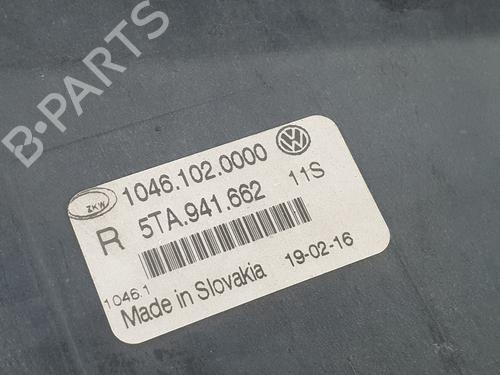 B-PARTS
ZKW 1046.102.0000
R 5TA.941.662 11S
1046.1
Made in Slovakia 19-02-16